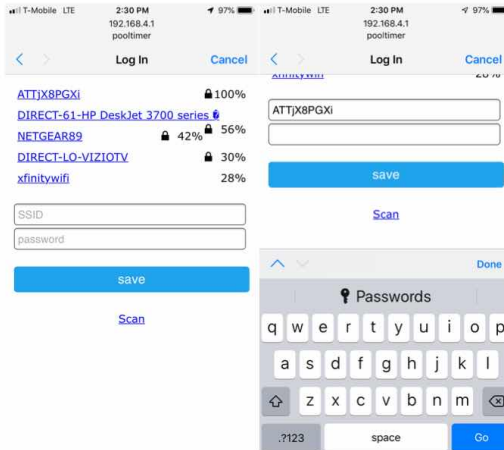 T-Mobile LTE 2:30 PM 97%
192.168.4.1
pooltimer
Log In Cancel
ATTjX8PGXi 100%
DIRECT-61-HP DeskJet 3700 series � 56%
NETGEAR89 42%
DIRECT-LO-VIZIOTV 30%
xfinitywifi 28%
SSID
password
save
Scan
T-Mobile LTE 2:30 PM 97%
192.168.4.1
pooltimer
Log In Cancel
xfinitywifi 28%
ATTjX8PGXi
save
Scan
Done
Passwords
q w e r t y u i o p
a s d f g h j k l
z x c v b n m
.?123 space Go